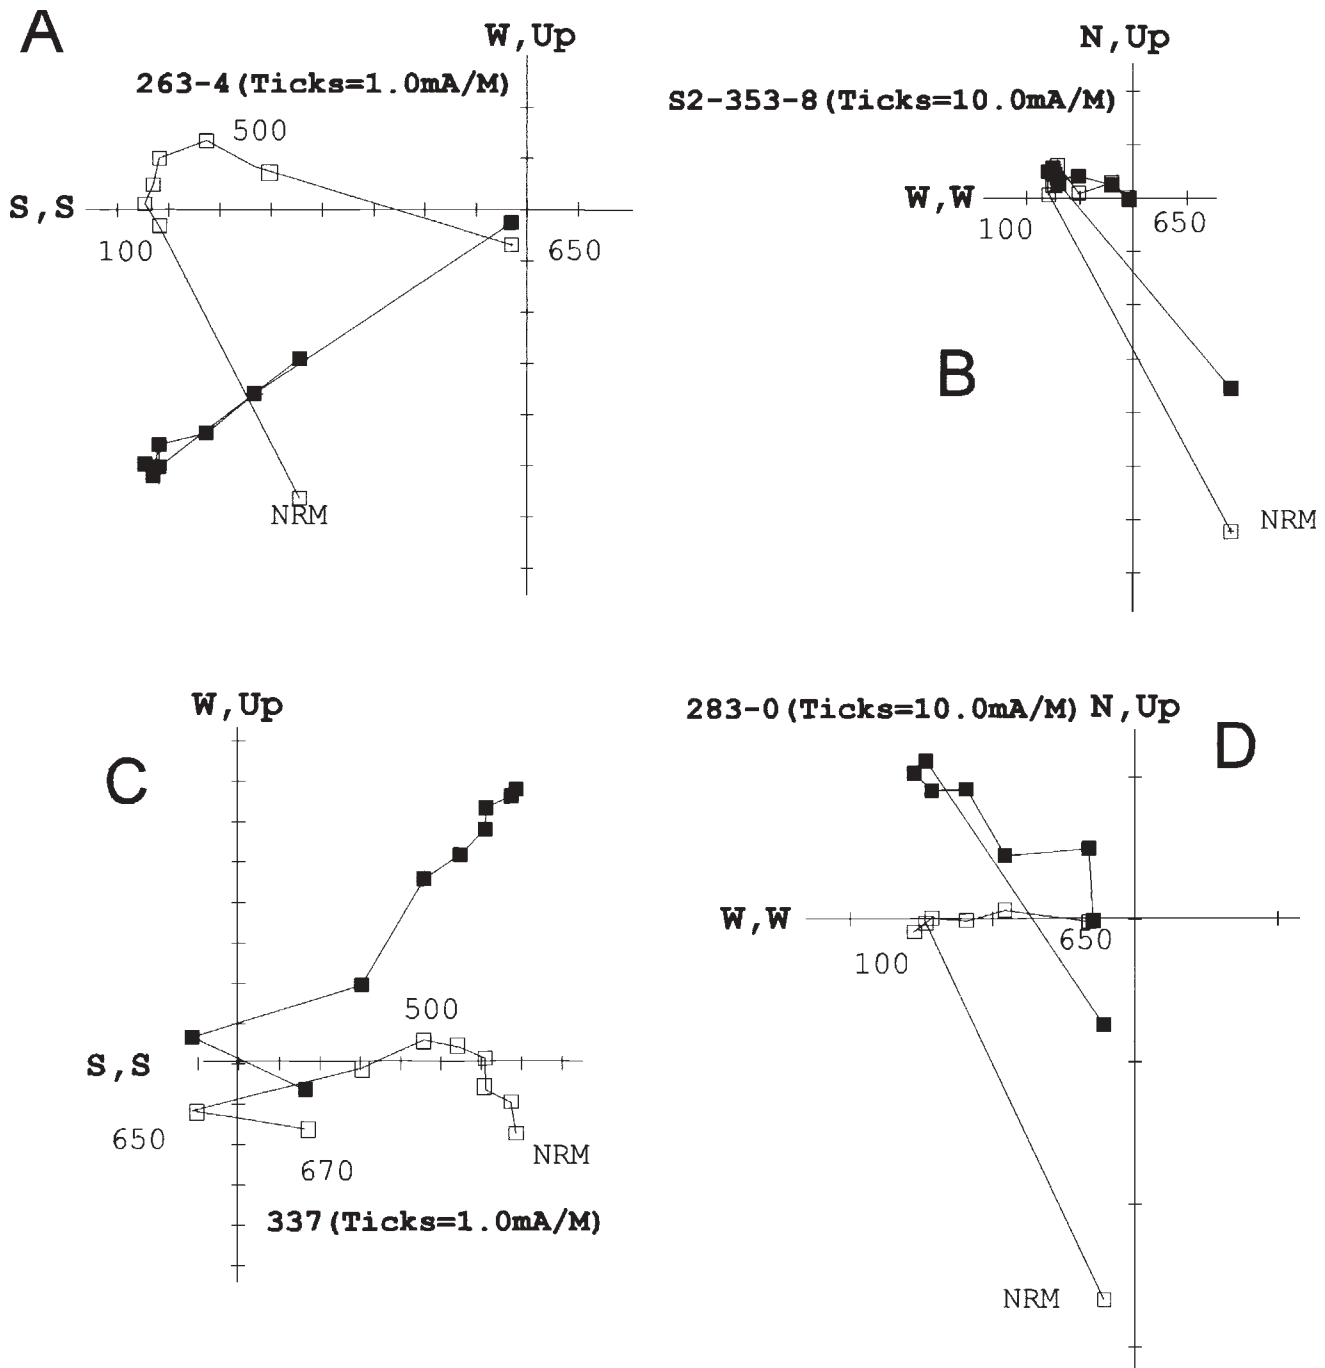 A
W,Up
263-4(Ticks=1.0mA/M)
500
S,S
100
650
NRM
N,Up
S2-353-8(Ticks=10.0mA/M)
W,W
100
650
B
NRM
W,Up
C
500
S,S
650
670
NRM
337(Ticks=1.0mA/M)
283-0(Ticks=10.0mA/M) N,Up
D
W,W
650
100
NRM